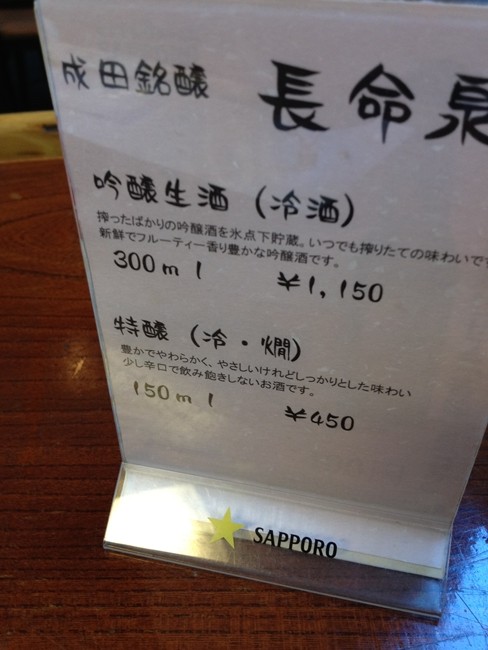 成田銘醸 長命泉
吟醸生酒 (冷酒)
搾ったばかりの吟醸酒を氷点下貯蔵。いつでも搾りたての味わいです
新鮮でフルーティー香り豊かな吟醸酒です。
300ml ¥1,150
特醸 (冷・燗)
豊かでやわらかく、やさしいけれどしっかりとした味わい
少し辛口で飲み飽きしないお酒です。
150ml ¥450
SAPPORO